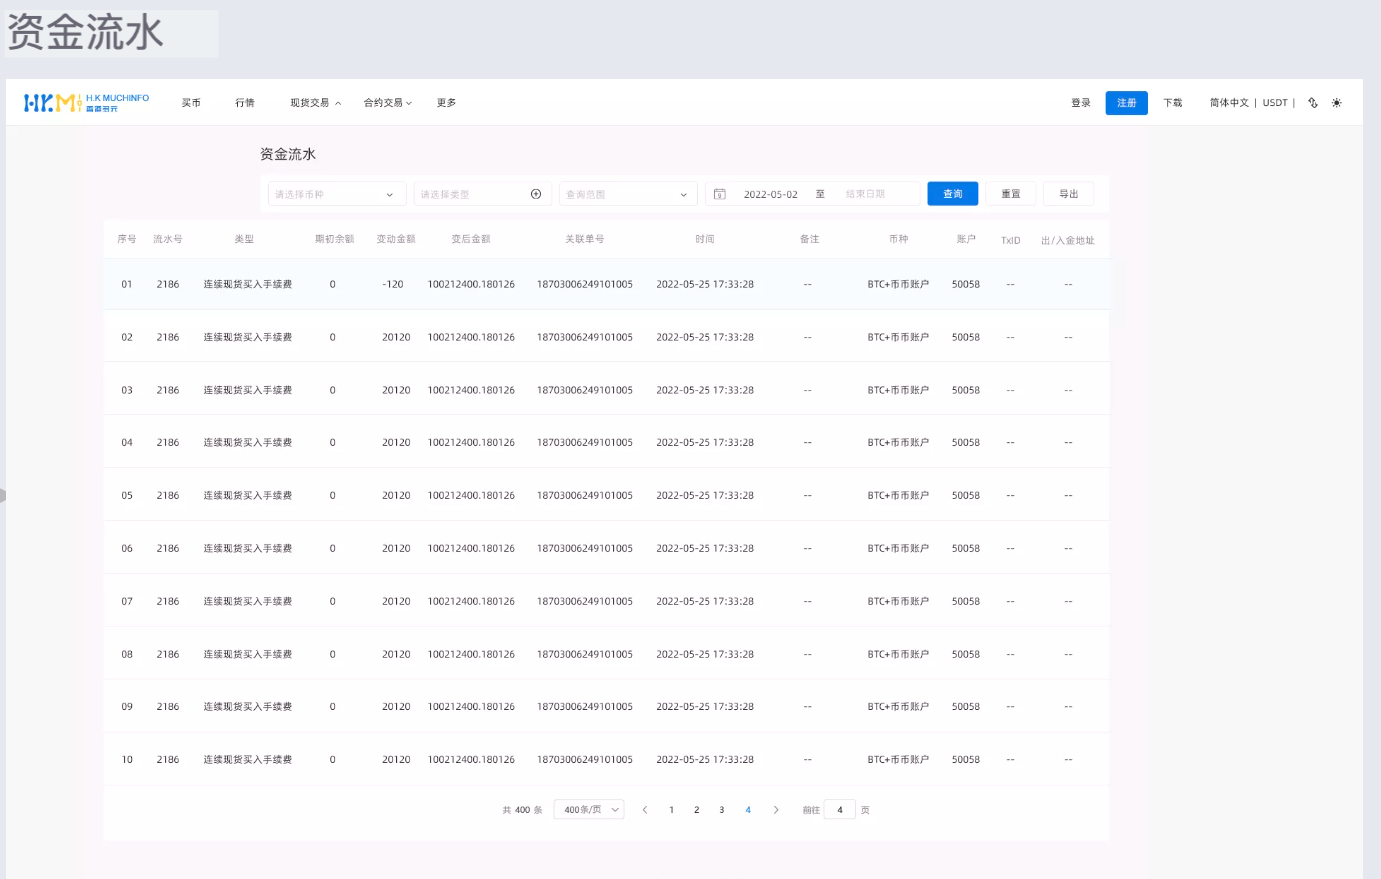 资金流水
HKM H.K MUCHINFO 买币 行情 现货交易 合约交易 更多 登录 注册 下载 简体中文 | USDT |
香港多元
资金流水
请选择币种 请选择类型 查询范围 2022-05-02 至 结束日期 查询 重置 导出
序号 流水号 类型 期初余额 变动金额 变后金额 关联单号 时间 备注 币种 账户 TxID 出/入金地址
01 2186 连续现货买入手续费 0 -120 100212400.180126 18703006249101005 2022-05-25 17:33:28 -- BTC+币币账户 50058 -- --
02 2186 连续现货买入手续费 0 20120 100212400.180126 18703006249101005 2022-05-25 17:33:28 -- BTC+币币账户 50058 -- --
03 2186 连续现货买入手续费 0 20120 100212400.180126 18703006249101005 2022-05-25 17:33:28 -- BTC+币币账户 50058 -- --
04 2186 连续现货买入手续费 0 20120 100212400.180126 18703006249101005 2022-05-25 17:33:28 -- BTC+币币账户 50058 -- --
05 2186 连续现货买入手续费 0 20120 100212400.180126 18703006249101005 2022-05-25 17:33:28 -- BTC+币币账户 50058 -- --
06 2186 连续现货买入手续费 0 20120 100212400.180126 18703006249101005 2022-05-25 17:33:28 -- BTC+币币账户 50058 -- --
07 2186 连续现货买入手续费 0 20120 100212400.180126 18703006249101005 2022-05-25 17:33:28 -- BTC+币币账户 50058 -- --
08 2186 连续现货买入手续费 0 20120 100212400.180126 18703006249101005 2022-05-25 17:33:28 -- BTC+币币账户 50058 -- --
09 2186 连续现货买入手续费 0 20120 100212400.180126 18703006249101005 2022-05-25 17:33:28 -- BTC+币币账户 50058 -- --
10 2186 连续现货买入手续费 0 20120 100212400.180126 18703006249101005 2022-05-25 17:33:28 -- BTC+币币账户 50058 -- --
共 400 条 400条/页 1 2 3 4 前往 4 页